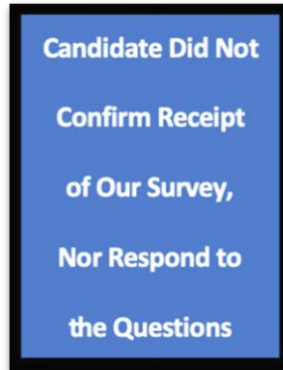 Candidate Did Not
Confirm Receipt
of Our Survey,
Nor Respond to
the Questions